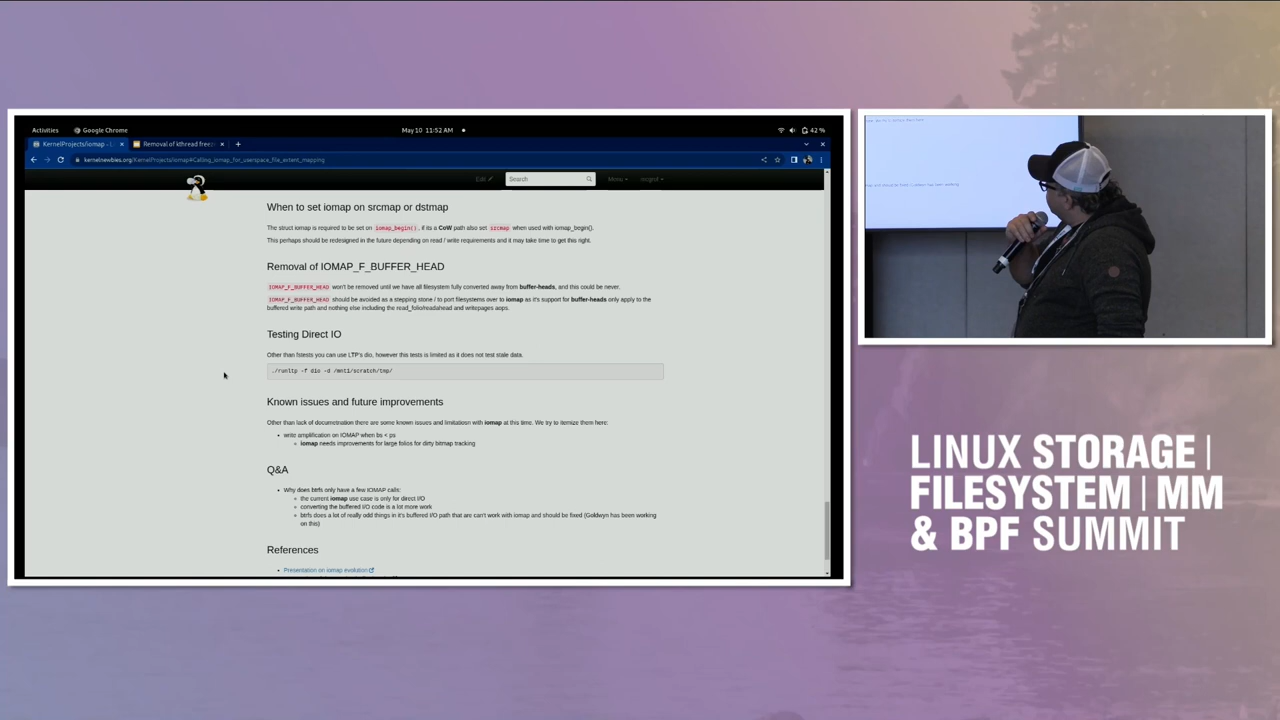 Activities
Google Chrome
May 10 11:52 AM
42 %
KernelProjects/iomap - L
Removal of kthread freez
kernelnewbies.org/KernelProjects/iomap#Calling_iomap_for_userspace_file_extent_mapping
Edit
Search
Menu
mcgrof
When to set iomap on srcmap or dstmap
The struct iomap is required to be set on iomap_begin(), if its a CoW path also set srcmap when used with iomap_begin().
This perhaps should be redesigned in the future depending on read / write requirements and it may take time to get this right.
Removal of IOMAP_F_BUFFER_HEAD
IOMAP_F_BUFFER_HEAD won't be removed until we have all filesystem fully converted away from buffer-heads, and this could be never.
IOMAP_F_BUFFER_HEAD should be avoided as a stepping stone / to port filesystems over to iomap as it's support for buffer-heads only apply to the
buffered write path and nothing else including the read_folio/readahead and writepages aops.
Testing Direct IO
Other than fstests you can use LTP's dio, however this tests is limited as it does not test stale data.
./runltp -f dio -d /mnt1/scratch/tmp/
Known issues and future improvements
Other than lack of documetnation there are some known issues and limitatiosn with iomap at this time. We try to itemize them here:
write amplification on IOMAP when bs < ps
iomap needs improvements for large folios for dirty bitmap tracking
Q&A
Why does btrfs only have a few IOMAP calls:
the current iomap use case is only for direct I/O
converting the buffered I/O code is a lot more work
btrfs does a lot of really odd things in it's buffered I/O path that are can't work with iomap and should be fixed (Goldwyn has been working
on this)
References
Presentation on iomap evolution
LINUX STORAGE |
FILESYSTEM | MM
& BPF SUMMIT